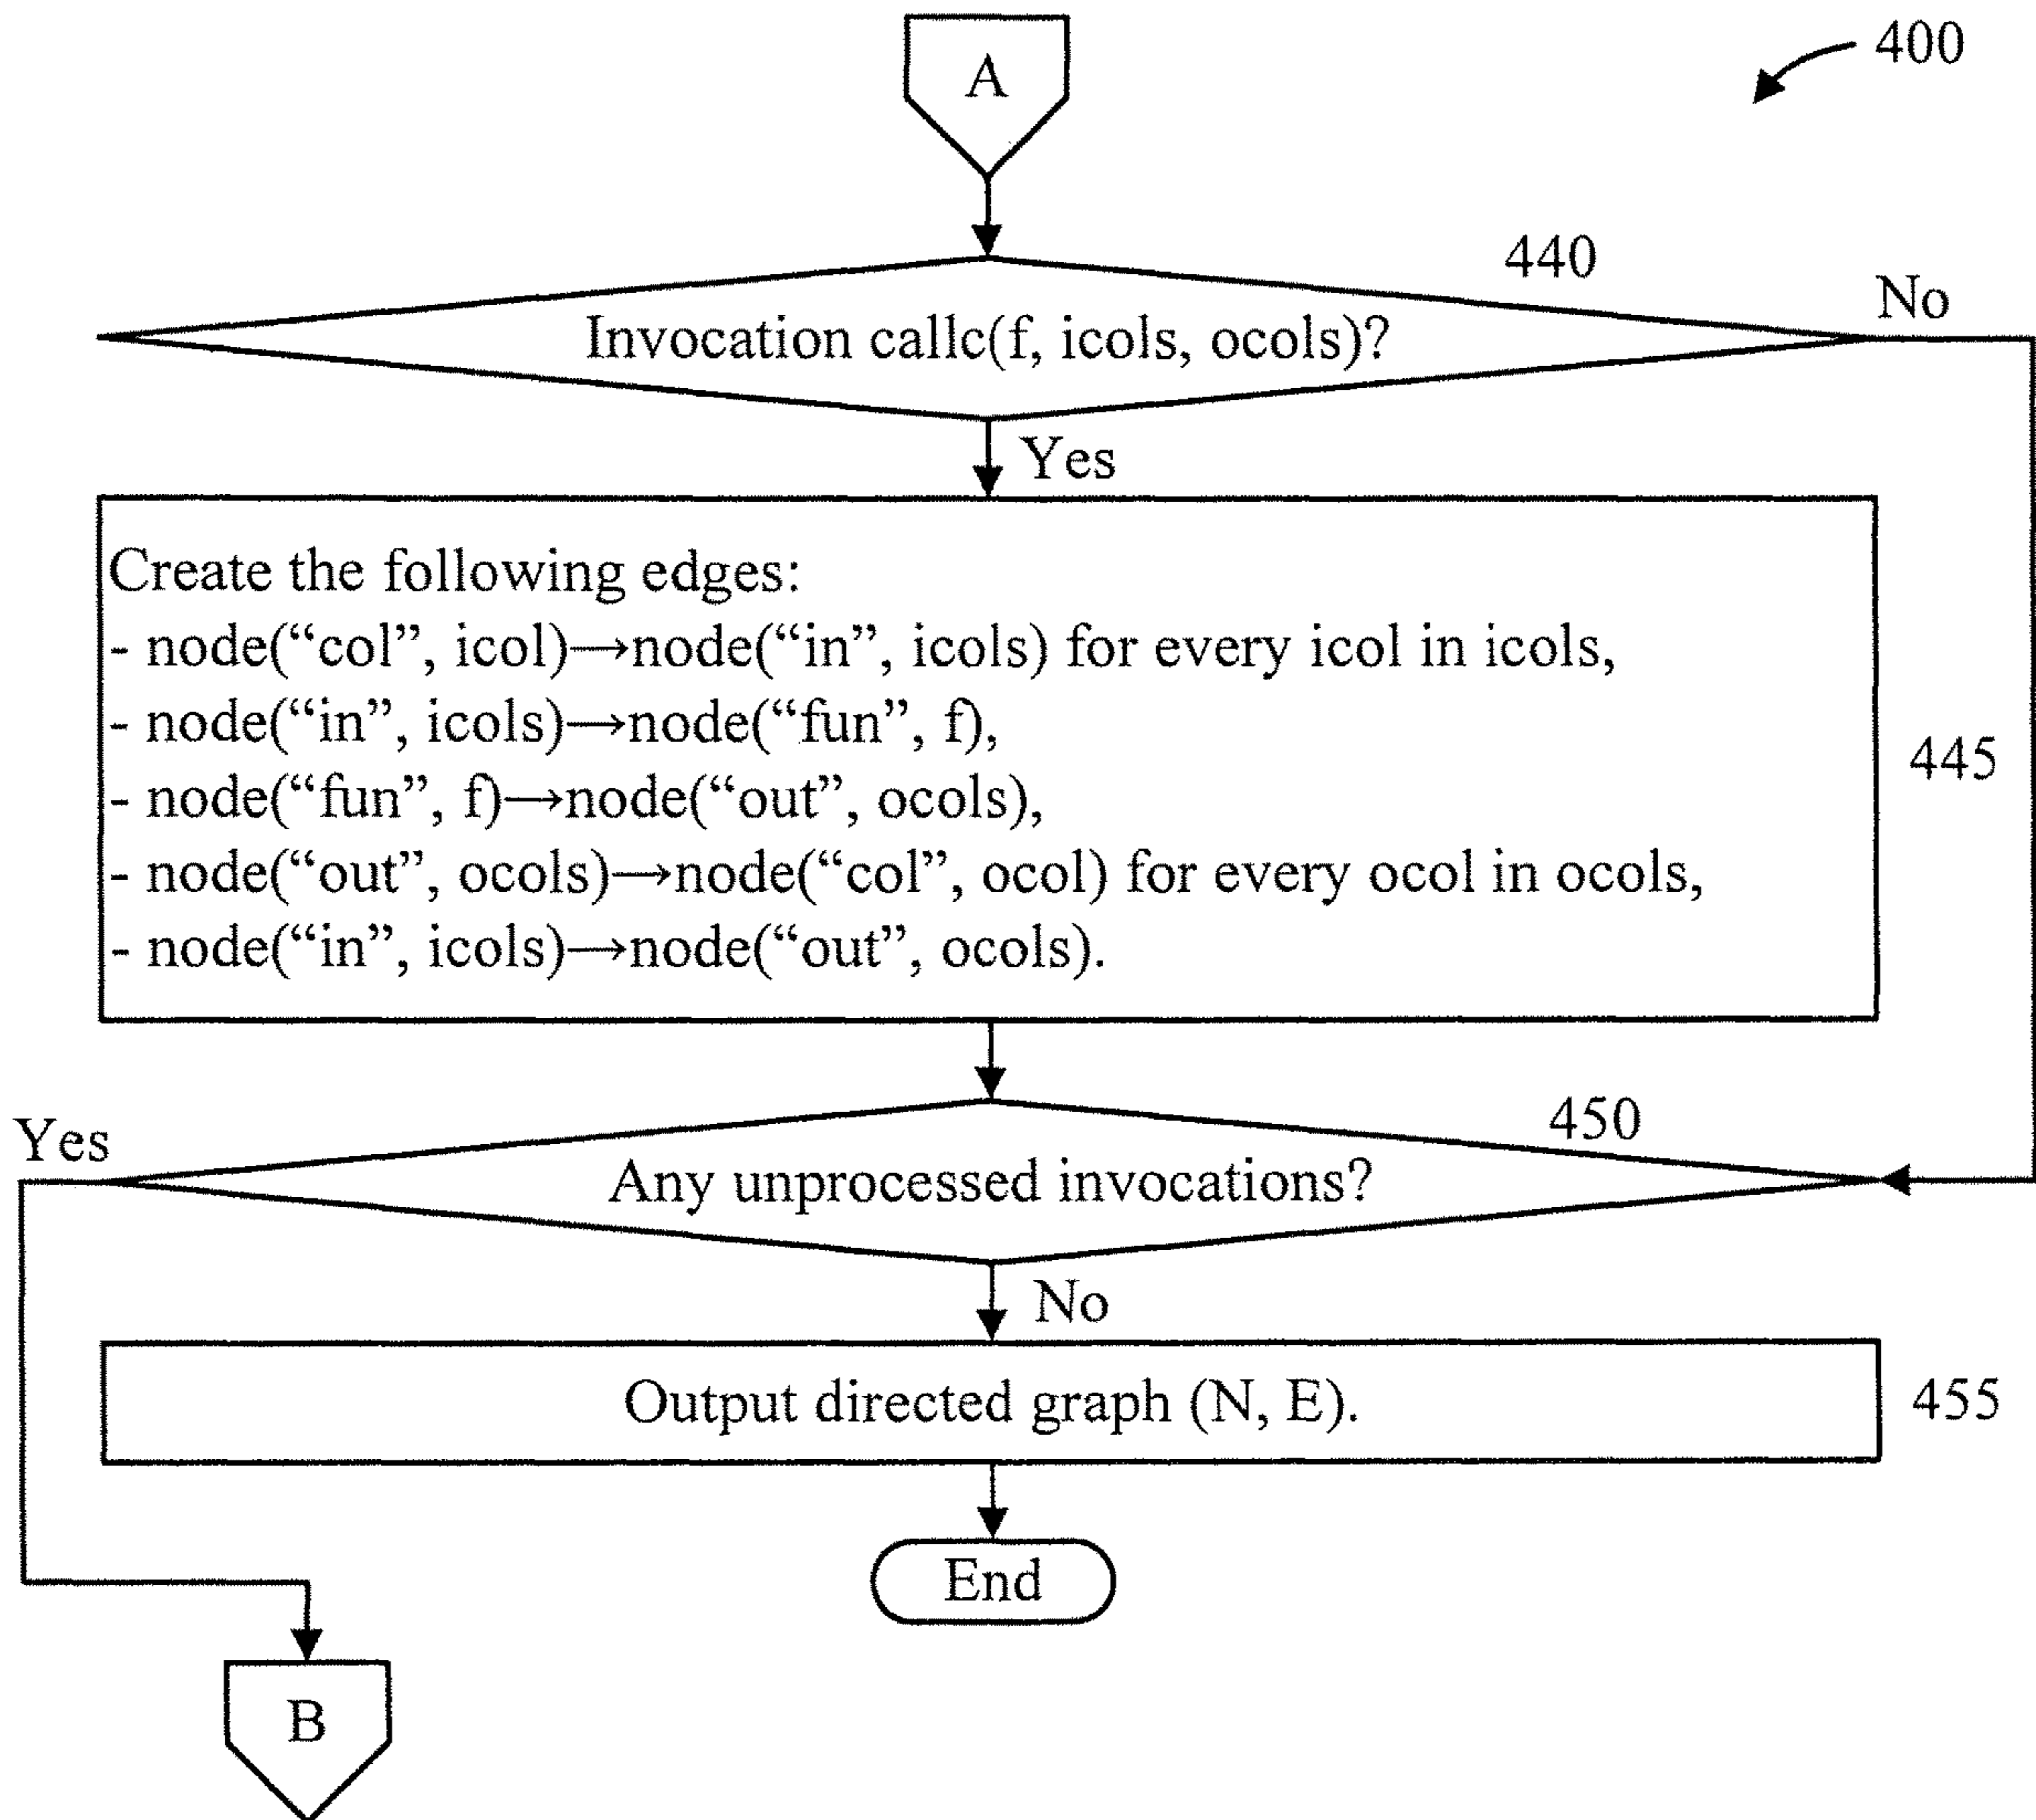 A
400
440
No
Invocation callc(f, icols, ocols)?
Yes
Create the following edges:
- node(“col”, icol)→node(“in”, icols) for every icol in icols,
- node(“in”, icols)→node(“fun”, f),
- node(“fun”, f)→node(“out”, ocols),
- node(“out”, ocols)→node(“col”, ocol) for every ocol in ocols,
- node(“in”, icols)→node(“out”, ocols).
445
Yes
450
Any unprocessed invocations?
No
Output directed graph (N, E).
455
End
B